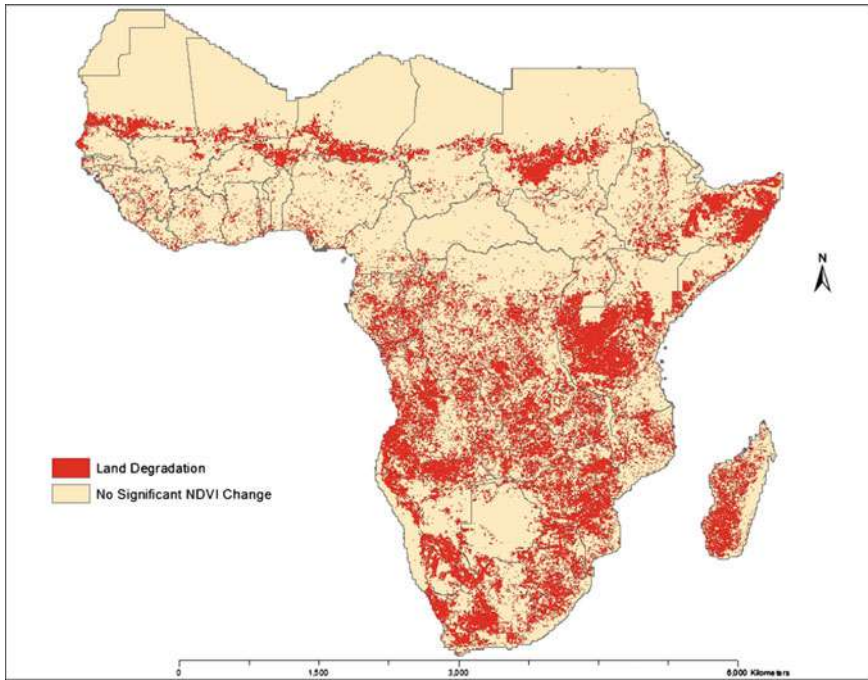 N
Land Degradation
No Significant NDVI Change
0 1,500 3,000 6,000 Kilometers